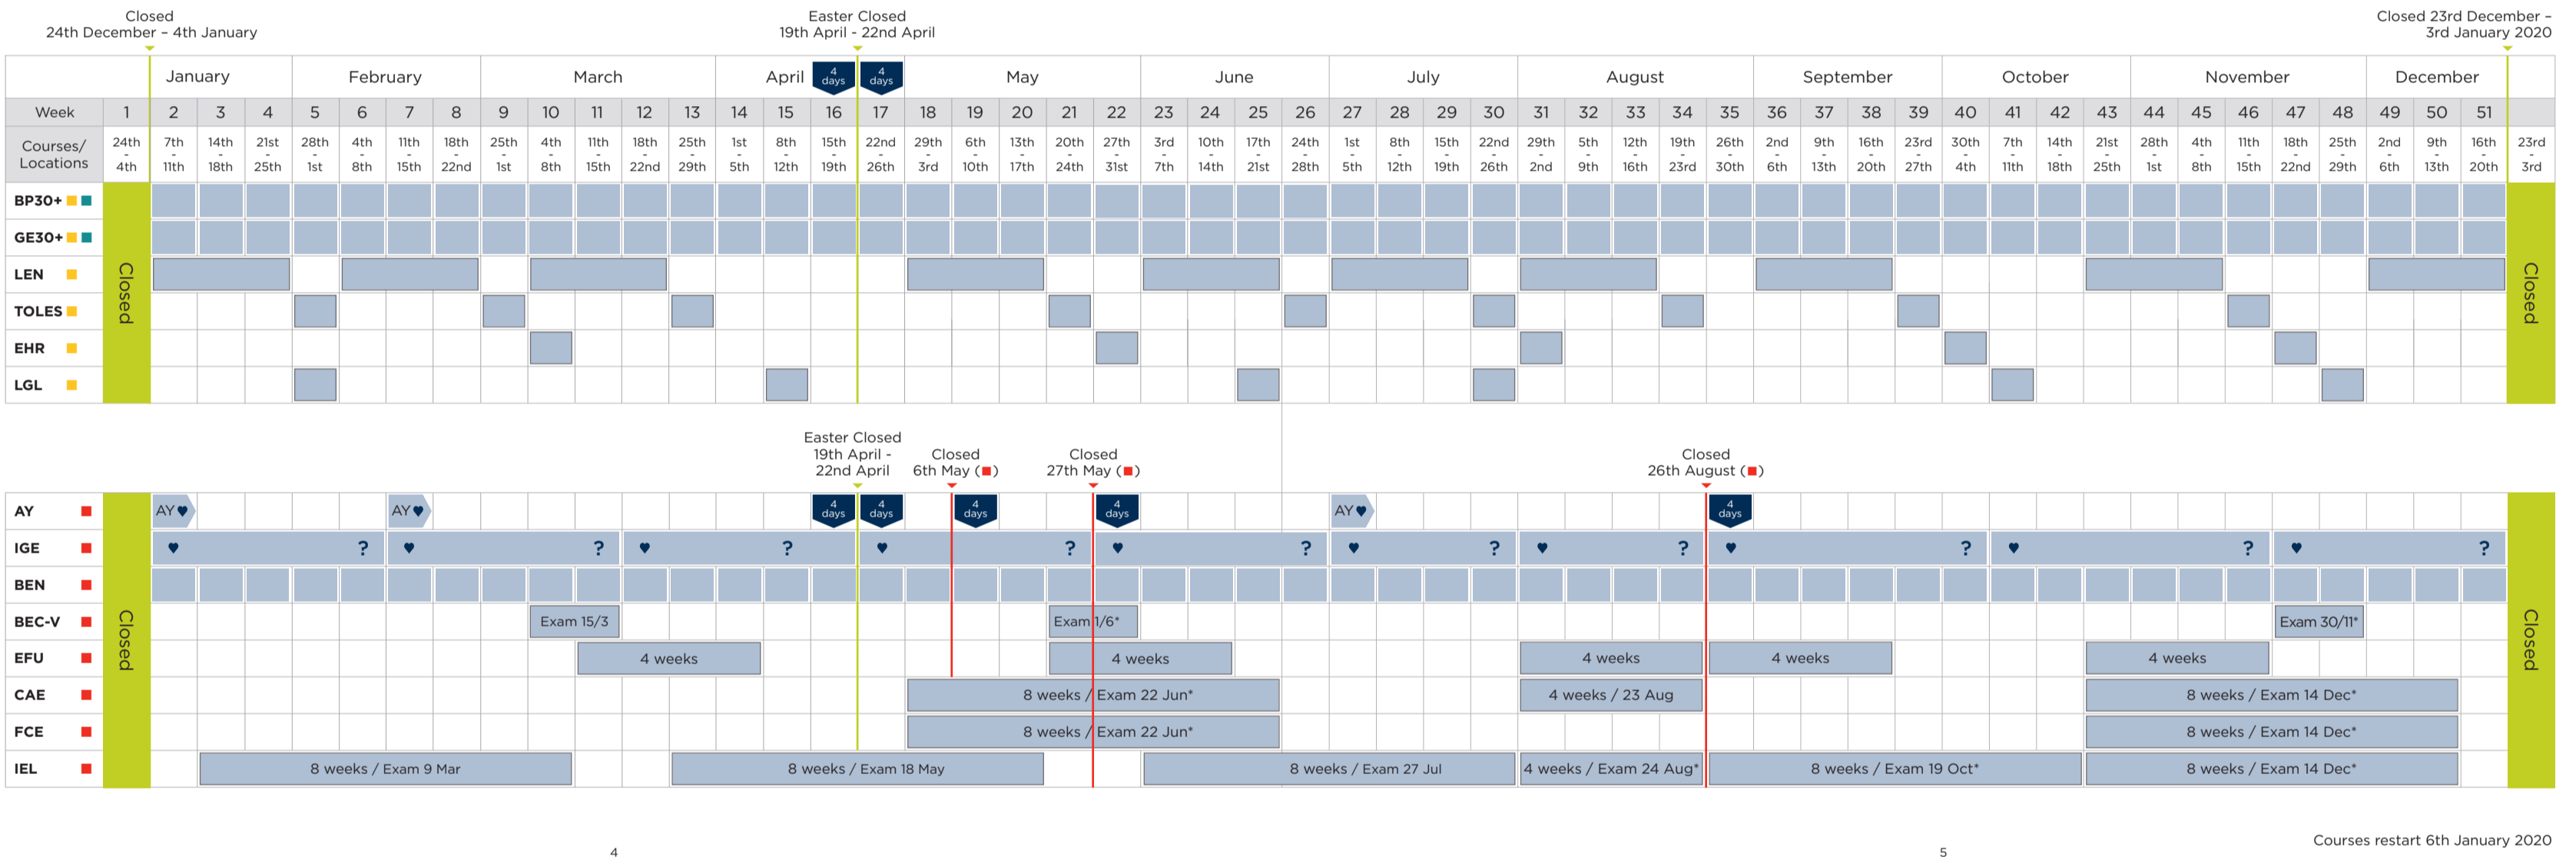 Closed
24th December – 4th January
Easter Closed
19th April - 22nd April
Closed 23rd December –
3rd January 2020
January February March April 4 days 4 days May June July August September October November December
Week 1 2 3 4 5 6 7 8 9 10 11 12 13 14 15 16 17 18 19 20 21 22 23 24 25 26 27 28 29 30 31 32 33 34 35 36 37 38 39 40 41 42 43 44 45 46 47 48 49 50 51
Courses/
Locations
24th - 4th
7th - 11th
14th - 18th
21st - 25th
28th - 1st
4th - 8th
11th - 15th
18th - 22nd
25th - 1st
4th - 8th
11th - 15th
18th - 22nd
25th - 29th
1st - 5th
8th - 12th
15th - 19th
22nd - 26th
29th - 3rd
6th - 10th
13th - 17th
20th - 24th
27th - 31st
3rd - 7th
10th - 14th
17th - 21st
24th - 28th
1st - 5th
8th - 12th
15th - 19th
22nd - 26th
29th - 2nd
5th - 9th
12th - 16th
19th - 23rd
26th - 30th
2nd - 6th
9th - 13th
16th - 20th
23rd - 27th
30th - 4th
7th - 11th
14th - 18th
21st - 25th
28th - 1st
4th - 8th
11th - 15th
18th - 22nd
25th - 29th
2nd - 6th
9th - 13th
16th - 20th
23rd - 3rd
BP30+
GE30+
LEN
TOLES
EHR
LGL
Closed
Closed
Easter Closed
19th April -
22nd April
Closed
6th May (■)
Closed
27th May (■)
Closed
26th August (■)
AY AY♥ AY♥ 4 days 4 days 4 days 4 days AY♥ 4 days
IGE ♥ ? ♥ ? ♥ ? ♥ ? ♥ ? ♥ ? ♥ ? ♥ ? ♥ ? ♥ ?
BEN
BEC-V Exam 15/3 Exam 1/6* Exam 30/11*
EFU 4 weeks 4 weeks 4 weeks 4 weeks 4 weeks
CAE 8 weeks / Exam 22 Jun* 4 weeks / 23 Aug 8 weeks / Exam 14 Dec*
FCE 8 weeks / Exam 22 Jun* 8 weeks / Exam 14 Dec*
IEL 8 weeks / Exam 9 Mar 8 weeks / Exam 18 May 8 weeks / Exam 27 Jul 4 weeks / Exam 24 Aug* 8 weeks / Exam 19 Oct* 8 weeks / Exam 14 Dec*
Closed
Closed
Courses restart 6th January 2020
4
5